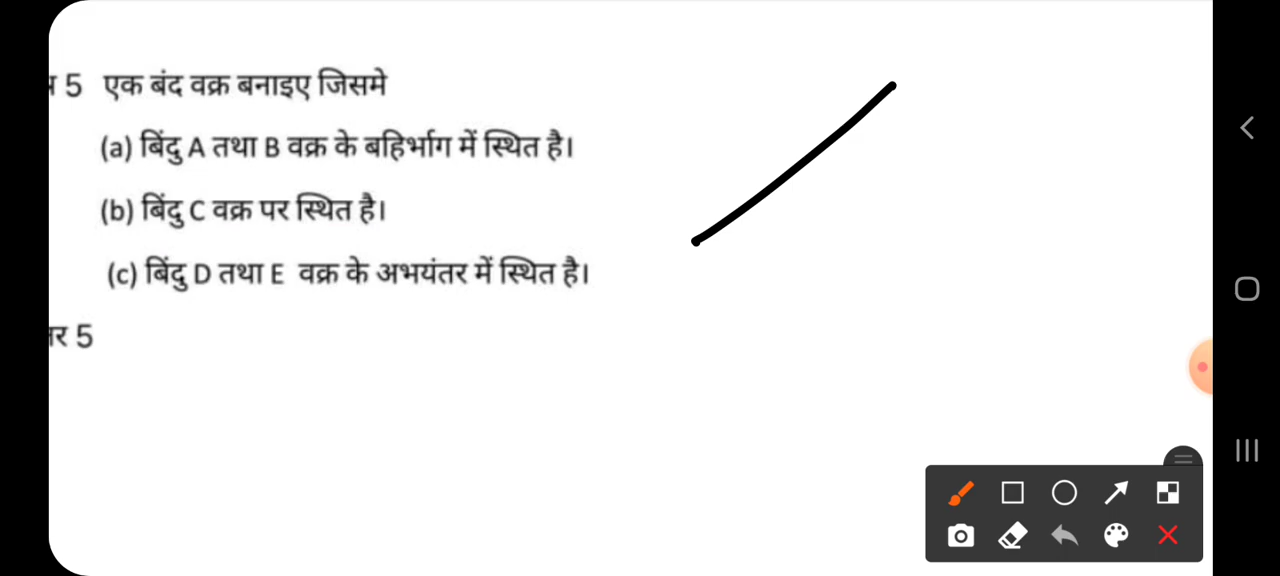 5 एक बंद वक्र बनाइए जिसमे
(a) बिंदु A तथा B वक्र के बहिर्भाग में स्थित है।
(b) बिंदु C वक्र पर स्थित है।
(c) बिंदु D तथा E वक्र के अभयंतर में स्थित है।
5